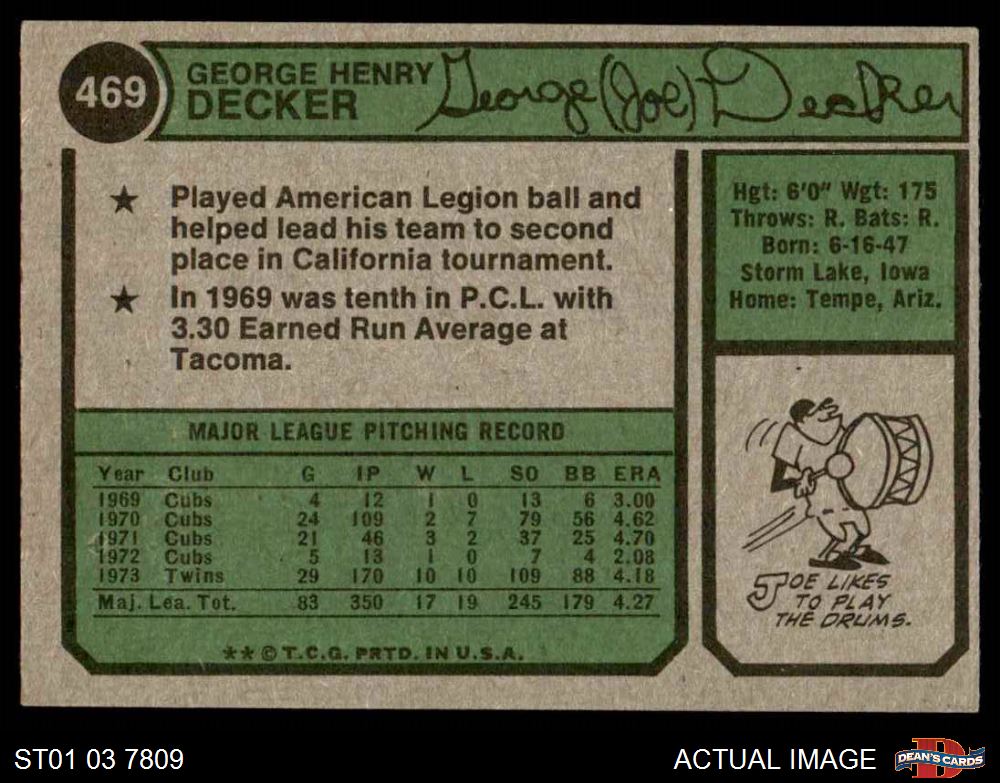 469
GEORGE HENRY
DECKER
George (Joe) Decker
★ Played American Legion ball and
helped lead his team to second
place in California tournament.
★ In 1969 was tenth in P.C.L. with
3.30 Earned Run Average at
Tacoma.
Hgt: 6'0" Wgt: 175
Throws: R. Bats: R.
Born: 6-16-47
Storm Lake, Iowa
Home: Tempe, Ariz.
MAJOR LEAGUE PITCHING RECORD
Year Club G IP W L SO BB ERA
1969 Cubs 4 12 1 0 13 6 3.00
1970 Cubs 24 109 2 7 79 56 4.62
1971 Cubs 21 46 3 2 37 25 4.70
1972 Cubs 5 13 1 0 7 4 2.08
1973 Twins 29 170 10 10 109 88 4.18
Maj. Lea. Tot. 83 350 17 19 245 179 4.27
** © T.C.G. PRTD. IN U.S.A.
JOE LIKES
TO PLAY
THE DRUMS.
ST01 03 7809
ACTUAL IMAGE
D
DEAN'S CARDS